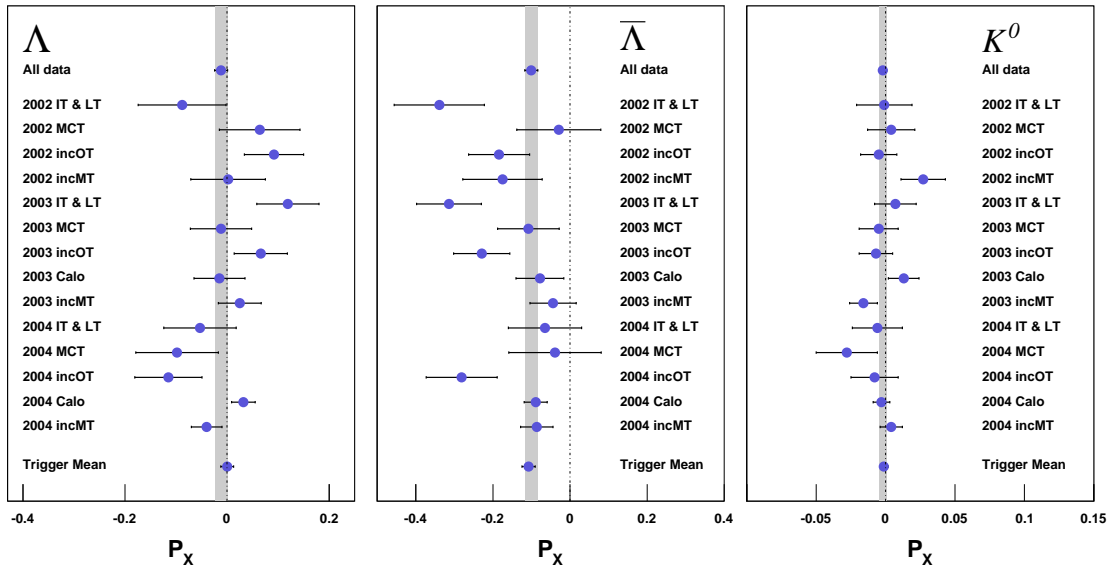 Λ
All data
2002 IT & LT
2002 MCT
2002 incOT
2002 incMT
2003 IT & LT
2003 MCT
2003 incOT
2003 Calo
2003 incMT
2004 IT & LT
2004 MCT
2004 incOT
2004 Calo
2004 incMT
Trigger Mean
-0.4 -0.2 0 0.2
P_X
Λ̅
All data
2002 IT & LT
2002 MCT
2002 incOT
2002 incMT
2003 IT & LT
2003 MCT
2003 incOT
2003 Calo
2003 incMT
2004 IT & LT
2004 MCT
2004 incOT
2004 Calo
2004 incMT
Trigger Mean
-0.4 -0.2 0 0.2 0.4
P_X
K⁰
All data
2002 IT & LT
2002 MCT
2002 incOT
2002 incMT
2003 IT & LT
2003 MCT
2003 incOT
2003 Calo
2003 incMT
2004 IT & LT
2004 MCT
2004 incOT
2004 Calo
2004 incMT
Trigger Mean
-0.05 0 0.05 0.1 0.15
P_X